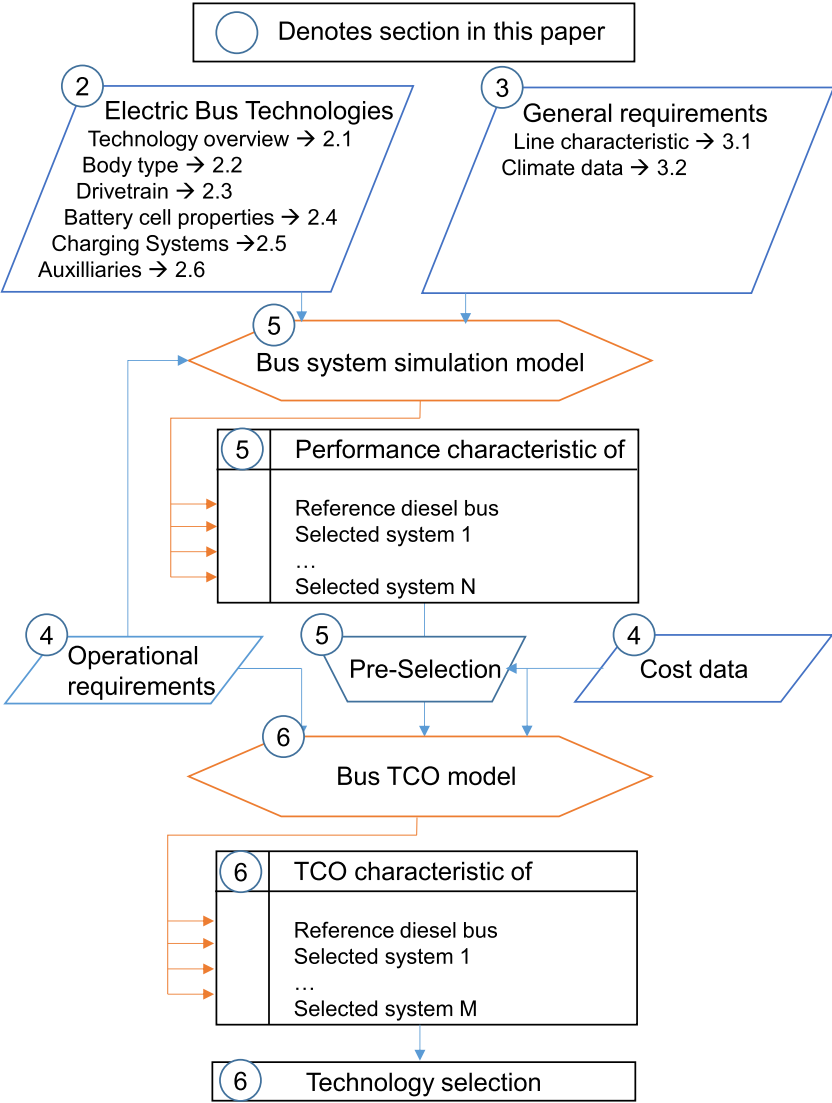 Denotes section in this paper
2
Electric Bus Technologies
Technology overview → 2.1
Body type → 2.2
Drivetrain → 2.3
Battery cell properties → 2.4
Charging Systems →2.5
Auxilliaries → 2.6
3
General requirements
Line characteristic → 3.1
Climate data → 3.2
5
Bus system simulation model
5
Performance characteristic of
Reference diesel bus
Selected system 1
…
Selected system N
4
Operational
requirements
5
Pre-Selection
4
Cost data
6
Bus TCO model
6
TCO characteristic of
Reference diesel bus
Selected system 1
…
Selected system M
6
Technology selection